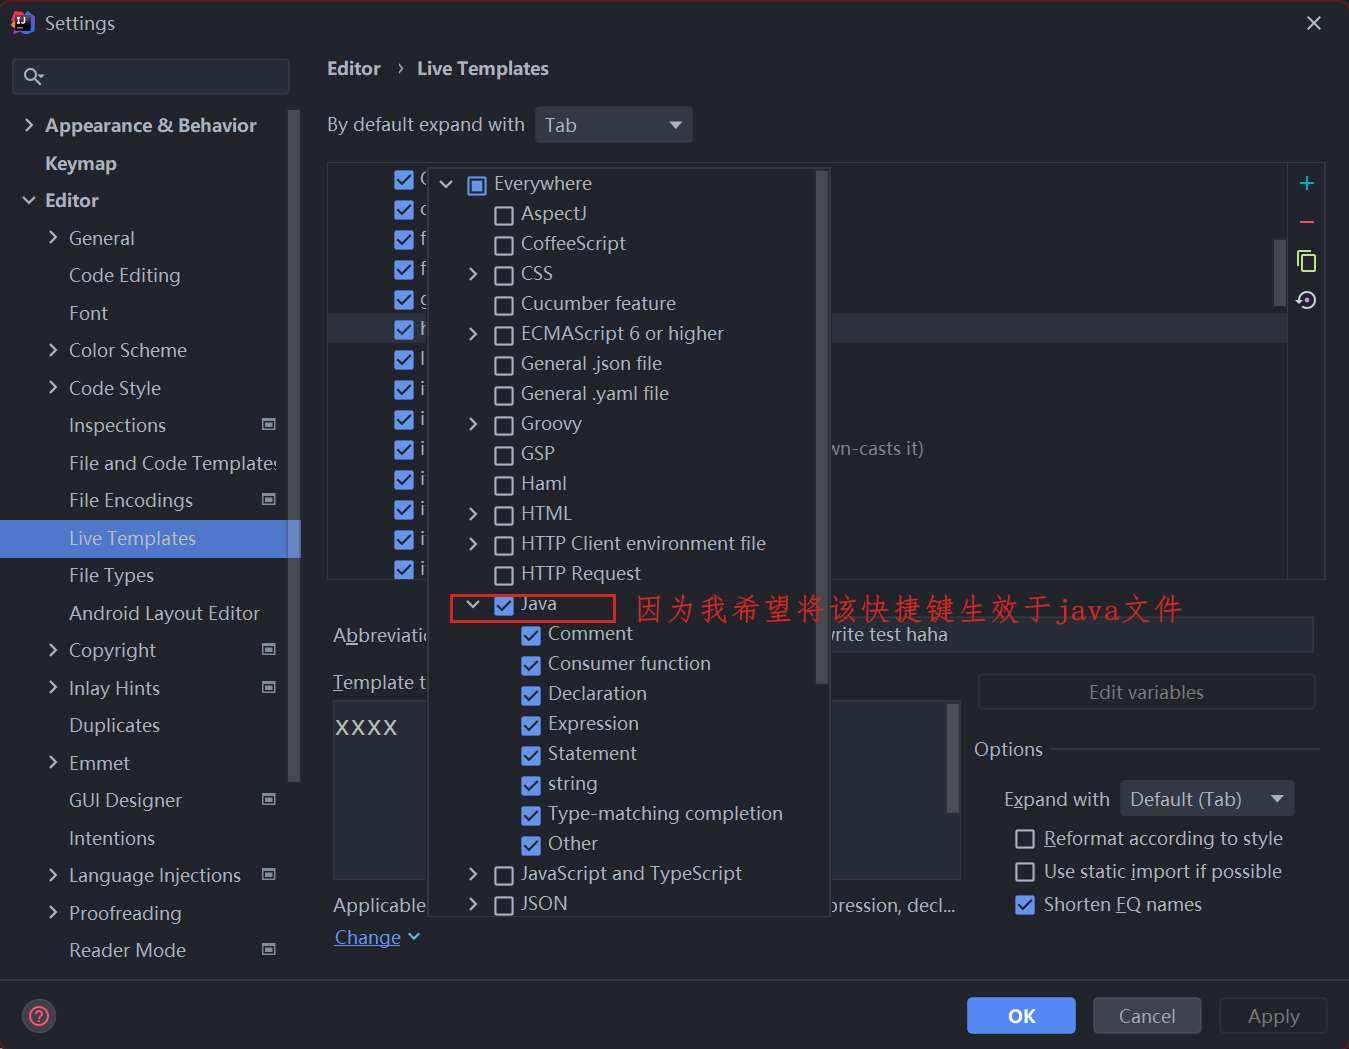 Settings
Editor › Live Templates
By default expand with Tab
Appearance & Behavior
Keymap
Editor
General
Code Editing
Font
Color Scheme
Code Style
Inspections
File and Code Templates
File Encodings
Live Templates
File Types
Android Layout Editor
Copyright
Inlay Hints
Duplicates
Emmet
GUI Designer
Intentions
Language Injections
Proofreading
Reader Mode
Everywhere
AspectJ
CoffeeScript
CSS
Cucumber feature
ECMAScript 6 or higher
General .json file
General .yaml file
Groovy
GSP
Haml
HTML
HTTP Client environment file
HTTP Request
Java
因为我希望将该快捷键生效于java文件
Comment
Consumer function
Declaration
Expression
Statement
string
Type-matching completion
Other
JavaScript and TypeScript
JSON
wn-casts it)
Abbreviatio
rite test haha
Template t
xxxx
Edit variables
Options
Expand with Default (Tab)
Reformat according to style
Use static import if possible
Shorten FQ names
Applicable
pression, decl...
Change
OK
Cancel
Apply